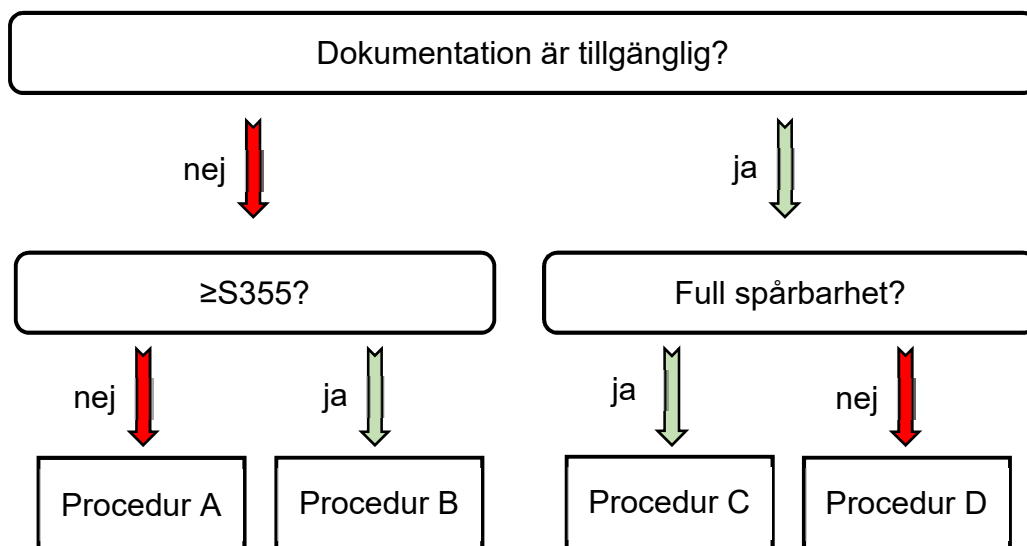 Dokumentation är tillgänglig?
nej
ja
≥S355?
Full spårbarhet?
nej
ja
ja
nej
Procedur A
Procedur B
Procedur C
Procedur D